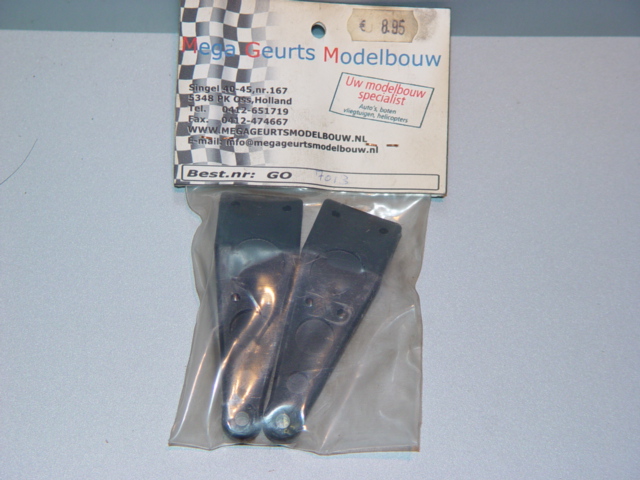 € 8.95
Mega Geurts Modelbouw
Singel 40-45,nr.167
5348 PK Oss,Holland
Tel. 0412-651719
Fax. 0412-474667
WWW.MEGAGEURTSMODELBOUW.NL
E-mail:info@megageurtsmodelbouw.nl
Uw modelbouw
specialist
Auto's, boten
vliegtuigen, helicopters
Best.nr: GO 7013